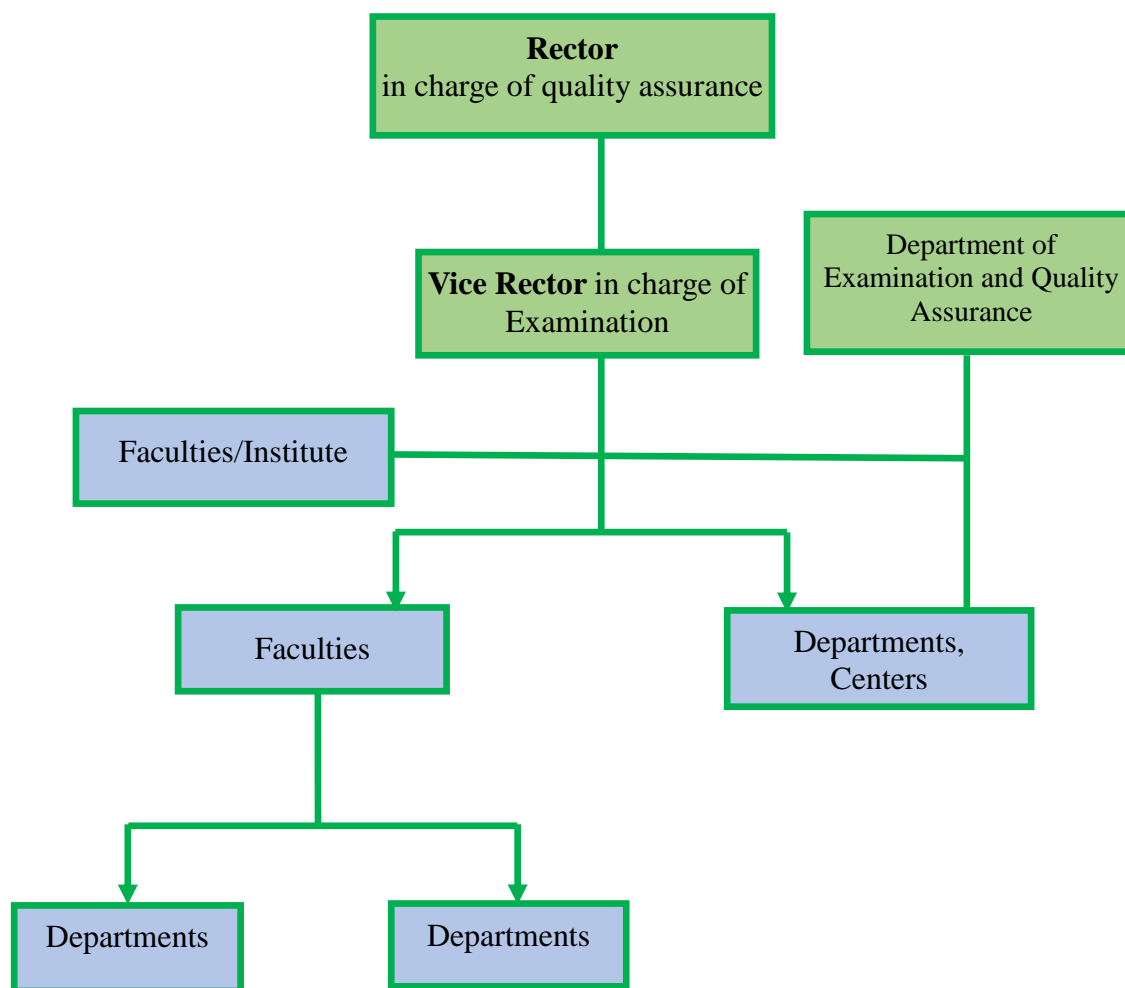 Rector
in charge of quality assurance
Vice Rector in charge of
Examination
Department of
Examination and Quality
Assurance
Faculties/Institute
Faculties
Departments,
Centers
Departments
Departments